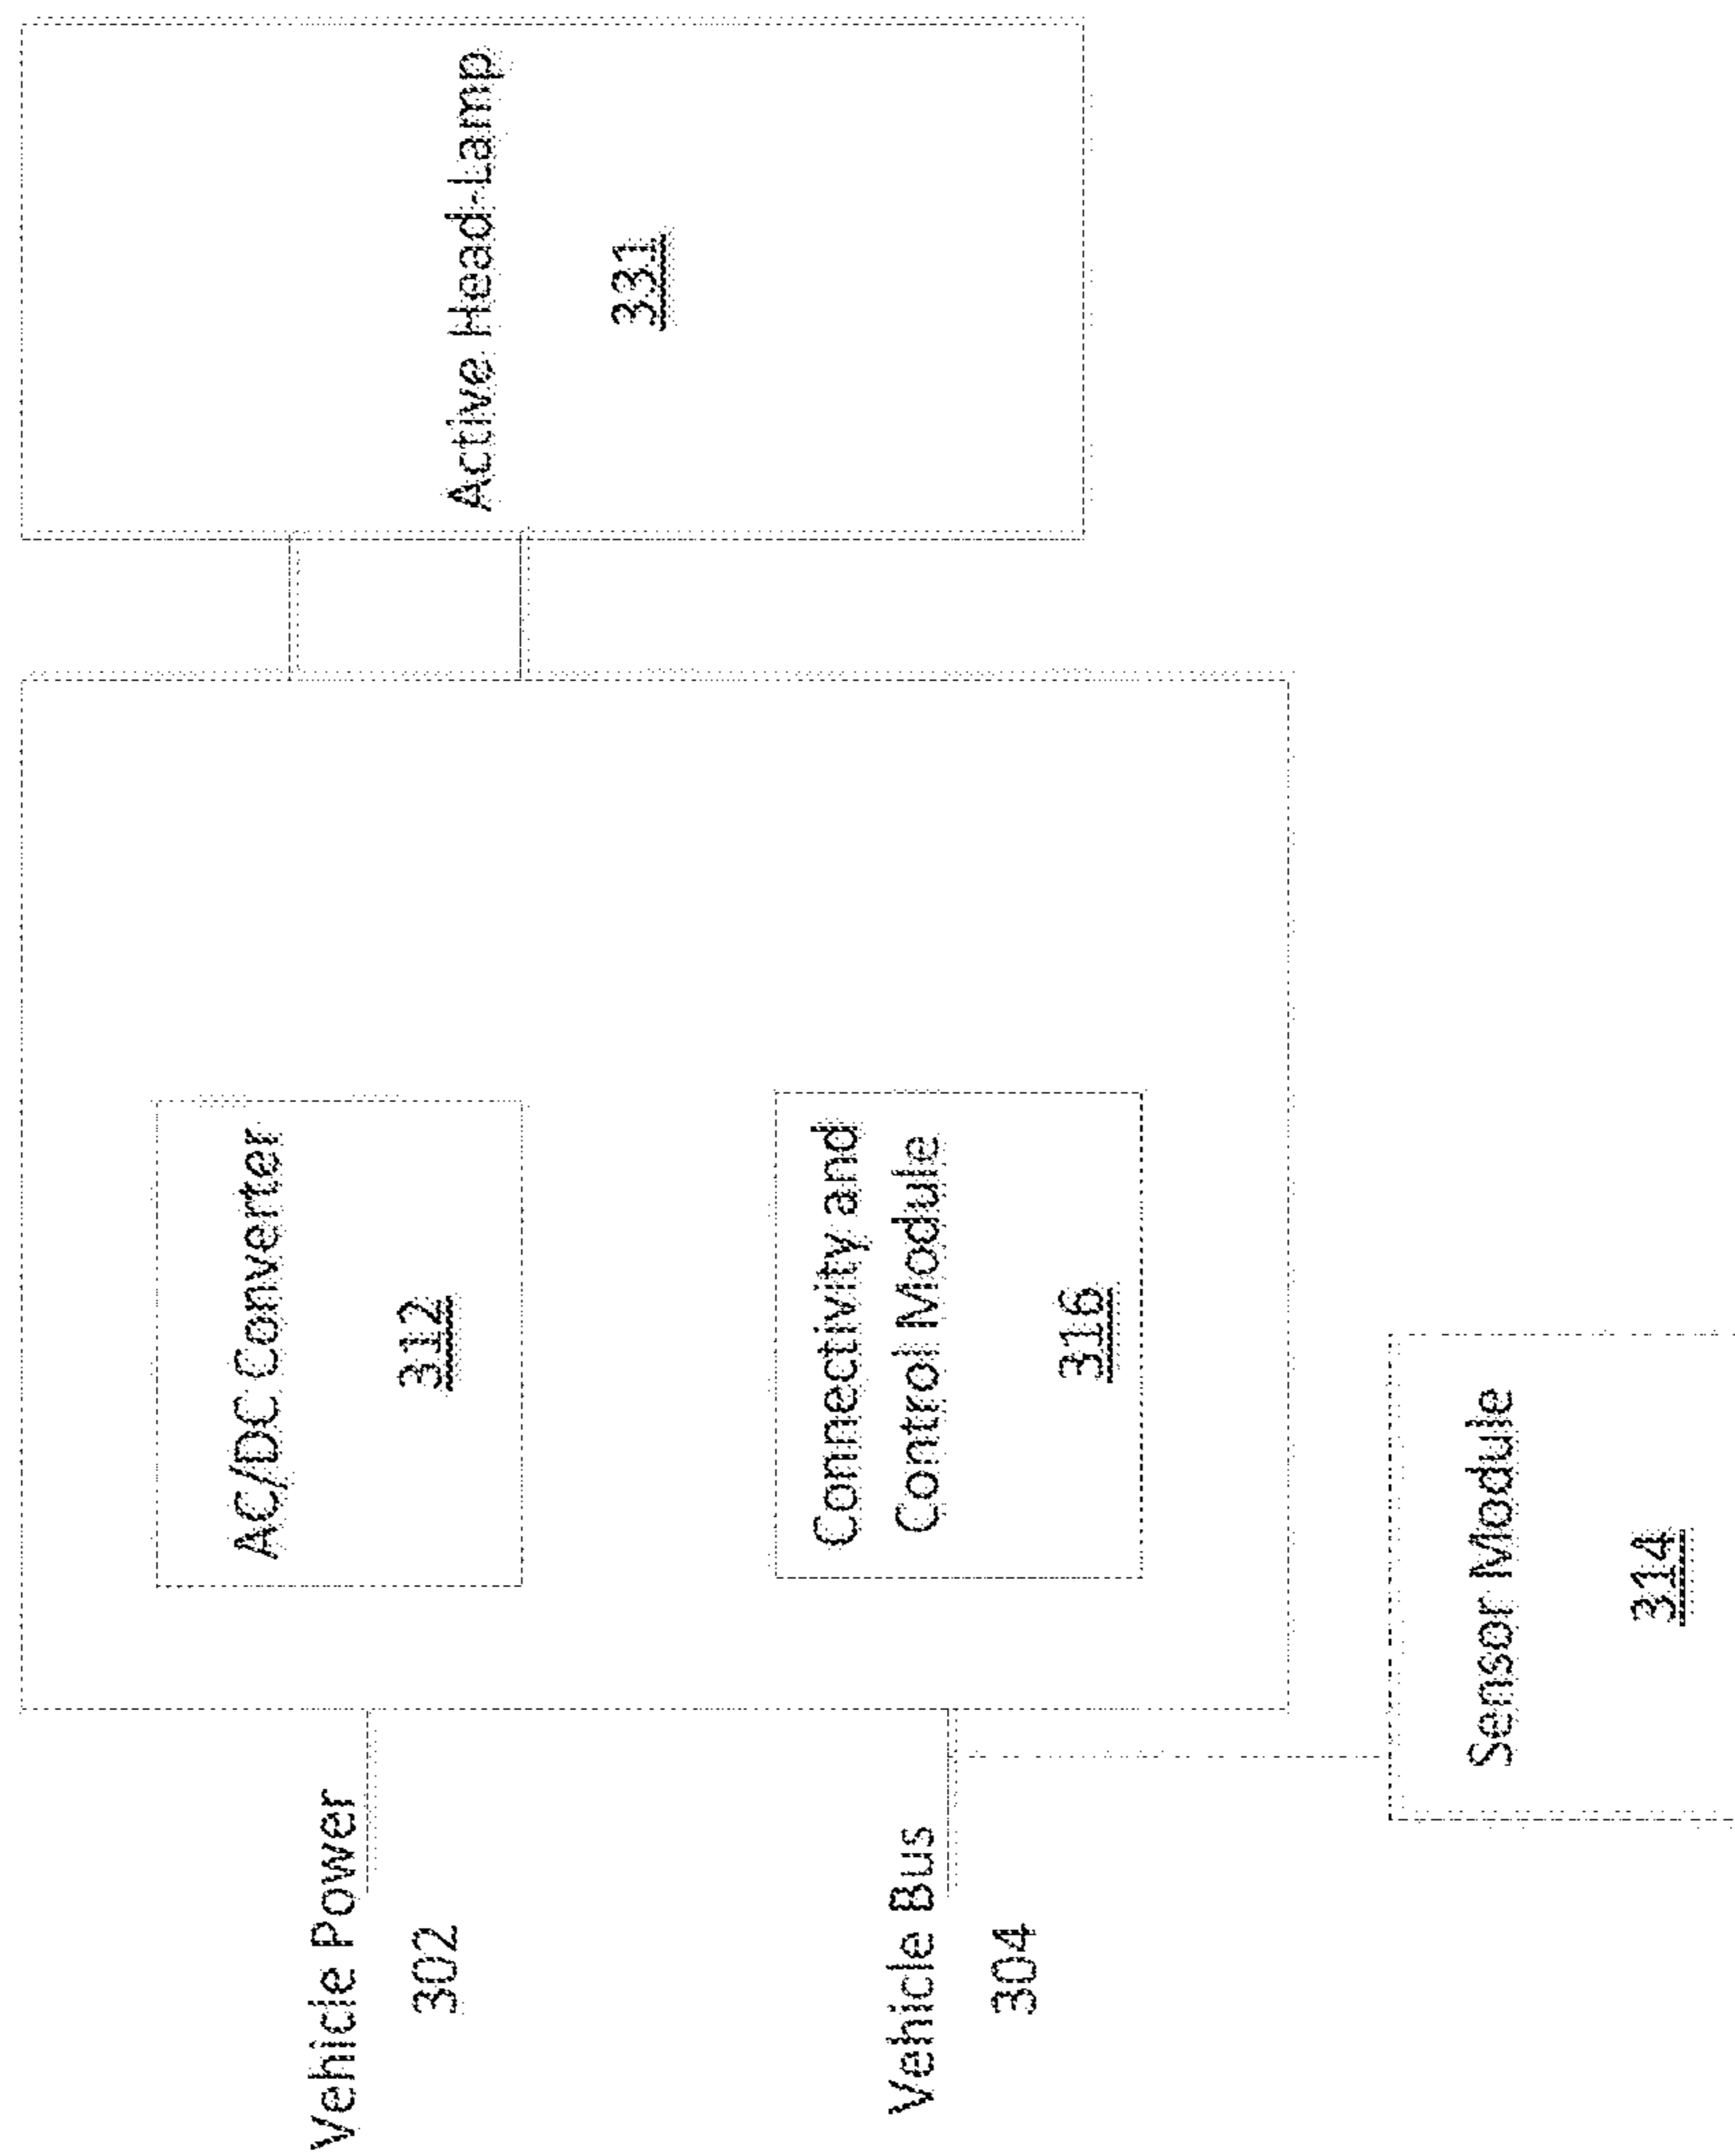 Vehicle Power
302
AC/DC Converter
312
Active Head-Lamp
331
Vehicle Bus
304
Connectivity and
Control Module
316
Sensor Module
314